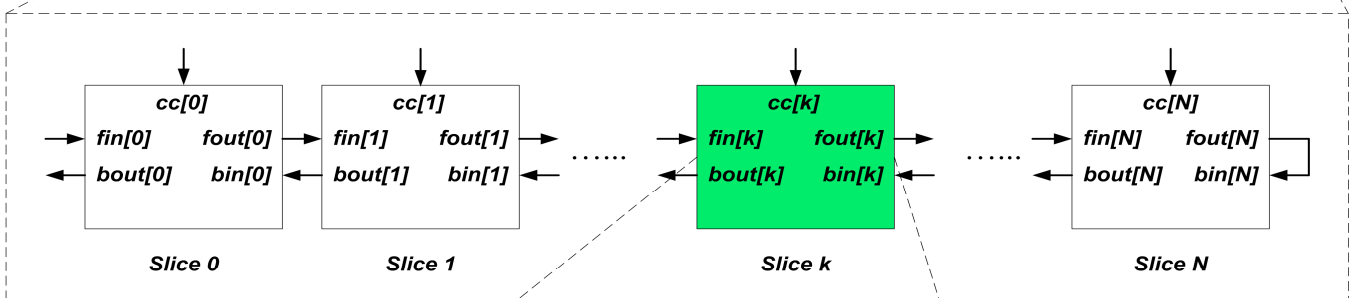 cc[0] cc[1] cc[k] cc[N]
fin[0] fout[0] fin[1] fout[1] fin[k] fout[k] fin[N] fout[N]
...... ......
bout[0] bin[0] bout[1] bin[1] bout[k] bin[k] bout[N] bin[N]
Slice 0 Slice 1 Slice k Slice N